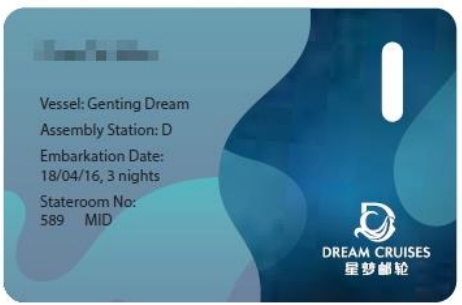 Vessel: Genting Dream
Assembly Station: D
Embarkation Date:
18/04/16, 3 nights
Stateroom No:
589 MID
DREAM CRUISES
星梦邮轮